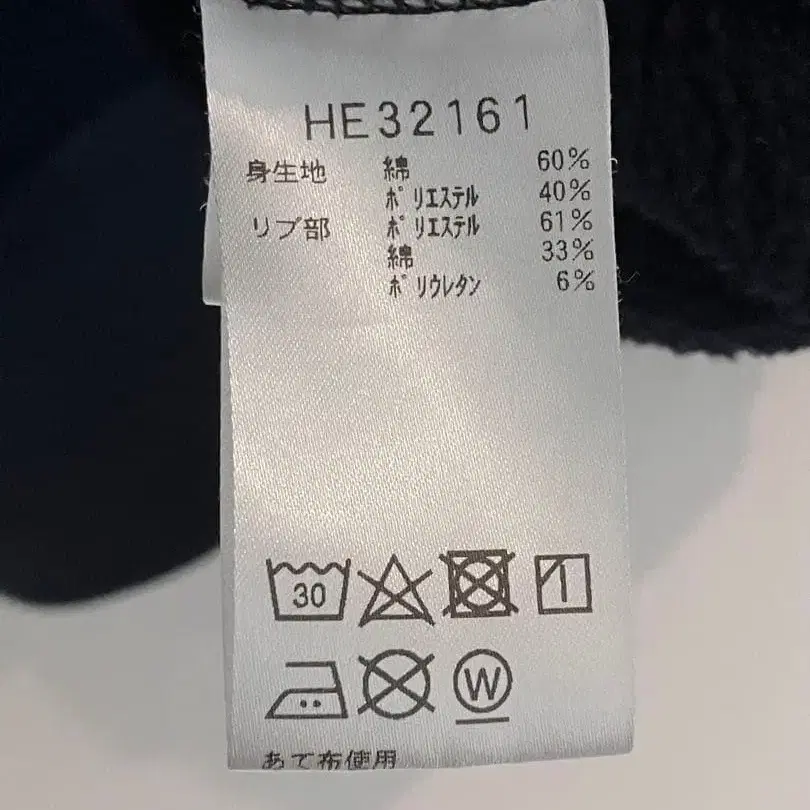 HE32161
身生地 綿 60%
ポリエステル 40%
リブ部 ポリエステル 61%
綿 33%
ポリウレタン 6%
30
W
あて布使用